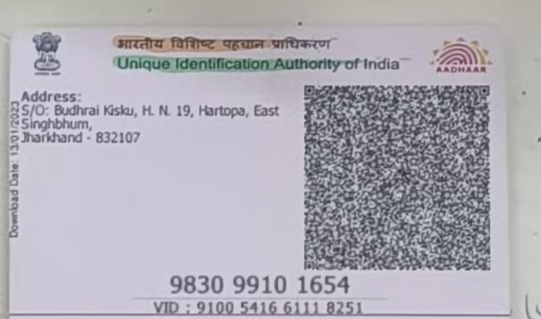 भारतीय विशिष्ट पहचान प्राधिकरण
Unique Identification Authority of India
AADHAAR
Address:
S/O: Budhrai Kisku, H. N. 19, Hartopa, East
Singhbhum,
Jharkhand - 832107
Download Date: 13/01/2023
9830 9910 1654
VID : 9100 5416 6111 8251